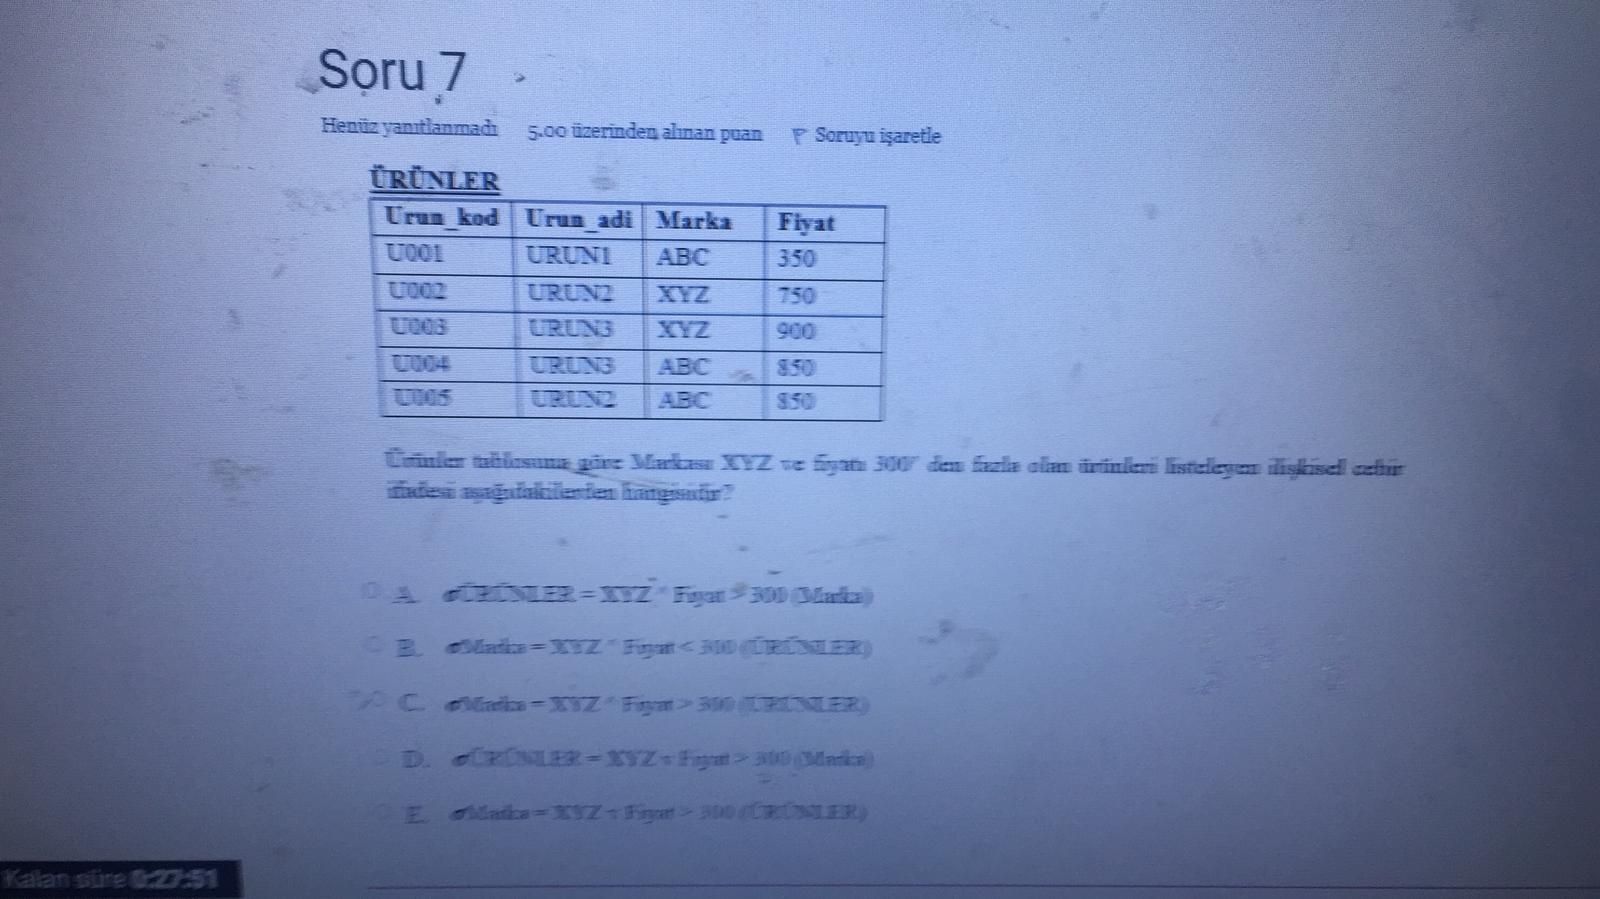 Soru 7
Henüz yanıtlanmadı 5.00 üzerinden alınan puan Soruyu işaretle
ÜRÜNLER
Urun_kod Urun_adi Marka Fiyat
U001 URUN1 ABC 350
U002 URUN2 XYZ 750
U003 URUN3 XYZ 900
U004 URUN3 ABC 850
U005 URUN2 ABC 850
Ürünler tablosuna göre Markası XYZ ve fiyatı 300' den fazla olan ürünleri listeleyen ilişkisel cebir
ifadesi aşağıdakilerden hangisidir?
A. σÜRÜNLER = XYZ ^ Fiyat > 300 (Marka)
B. σMarka = XYZ ^ Fiyat < 300 (ÜRÜNLER)
C. σMarka = XYZ ^ Fiyat > 300 (ÜRÜNLER)
D. σÜRÜNLER = XYZ Fiyat > 300 (Marka)
E. σMarka = XYZ Fiyat > 300 (ÜRÜNLER)
Kalan süre 0:27:51